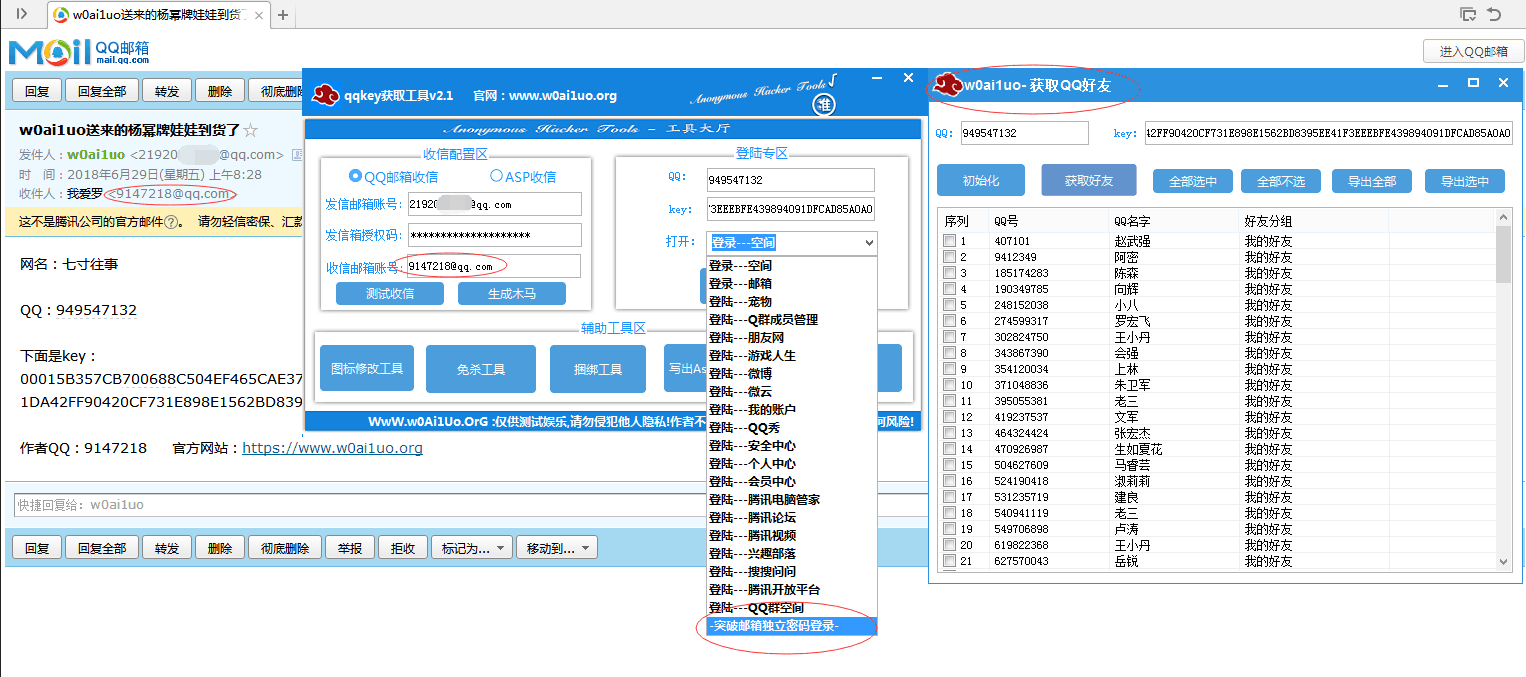 w0ai1uo送来的杨幂牌娃娃到货了
Mail QQ邮箱
mail.qq.com
进入QQ邮箱
回复 回复全部 转发 删除 彻底删除
w0ai1uo送来的杨幂牌娃娃到货了
发件人：w0ai1uo <21920 @qq.com>
时 间：2018年6月29日(星期五) 上午8:28
收件人：我爱罗 <9147218@qq.com>
这不是腾讯公司的官方邮件 请勿轻信密保、汇款
网名：七寸往事
QQ：949547132
下面是key：
00015B357CB700688C504EF465CAE37
1DA42FF90420CF731E898E1562BD839
作者QQ：9147218 官方网站：https://www.w0ai1uo.org
快捷回复给：w0ai1uo
回复 回复全部 转发 删除 彻底删除 举报 拒收 标记为... 移动到...
qqkey获取工具v2.1 官网：www.w0ai1uo.org
Anonymous Hacker Tools
准
Anonymous Hacker Tools - 工具大厅
收信配置区
QQ邮箱收信 ASP收信
发信邮箱账号: 21920 @qq.com
发信箱授权码: ********************
收信邮箱账号: 9147218@qq.com
测试收信 生成木马
登陆专区
QQ: 949547132
key: '3EEEBFE439894091DFCAD85A0A0
打开: 登录---空间
登录---空间
登录---邮箱
登陆---宠物
登陆---Q群成员管理
登陆---朋友网
登陆---游戏人生
登陆---微博
登陆---微云
登陆---我的账户
登陆---QQ秀
登陆---安全中心
登陆---个人中心
登陆---会员中心
登陆---腾讯电脑管家
登陆---腾讯论坛
登陆---腾讯视频
登陆---兴趣部落
登陆---搜搜问问
登陆---腾讯开放平台
登陆---QQ群空间
-突破邮箱独立密码登录-
辅助工具区
图标修改工具 免杀工具 捆绑工具 写出As
WwW.w0Ai1Uo.OrG :仅供测试娱乐,请勿侵犯他人隐私!作者不 何风险!
w0ai1uo- 获取QQ好友
QQ: 949547132 key: 42FF90420CF731E898E1562BD8395EE41F3EEEBFE439894091DFCAD85A0A0
初始化 获取好友 全部选中 全部不选 导出全部 导出选中
序列 QQ号 QQ名字 好友分组
1 407101 赵武强 我的好友
2 9412349 阿密 我的好友
3 185174283 陈森 我的好友
4 190349785 向辉 我的好友
5 248152038 小八 我的好友
6 274599317 罗宏飞 我的好友
7 302824750 王小丹 我的好友
8 343867390 会强 我的好友
9 354120034 上林 我的好友
10 371048836 朱卫军 我的好友
11 395055381 老三 我的好友
12 419237537 文军 我的好友
13 464324424 张宏杰 我的好友
14 470926987 生如夏花 我的好友
15 504627609 马睿芸 我的好友
16 524190418 淑莉莉 我的好友
17 531235719 建良 我的好友
18 540941119 老三 我的好友
19 549706898 卢涛 我的好友
20 619822368 王小丹 我的好友
21 627570043 岳锐 我的好友